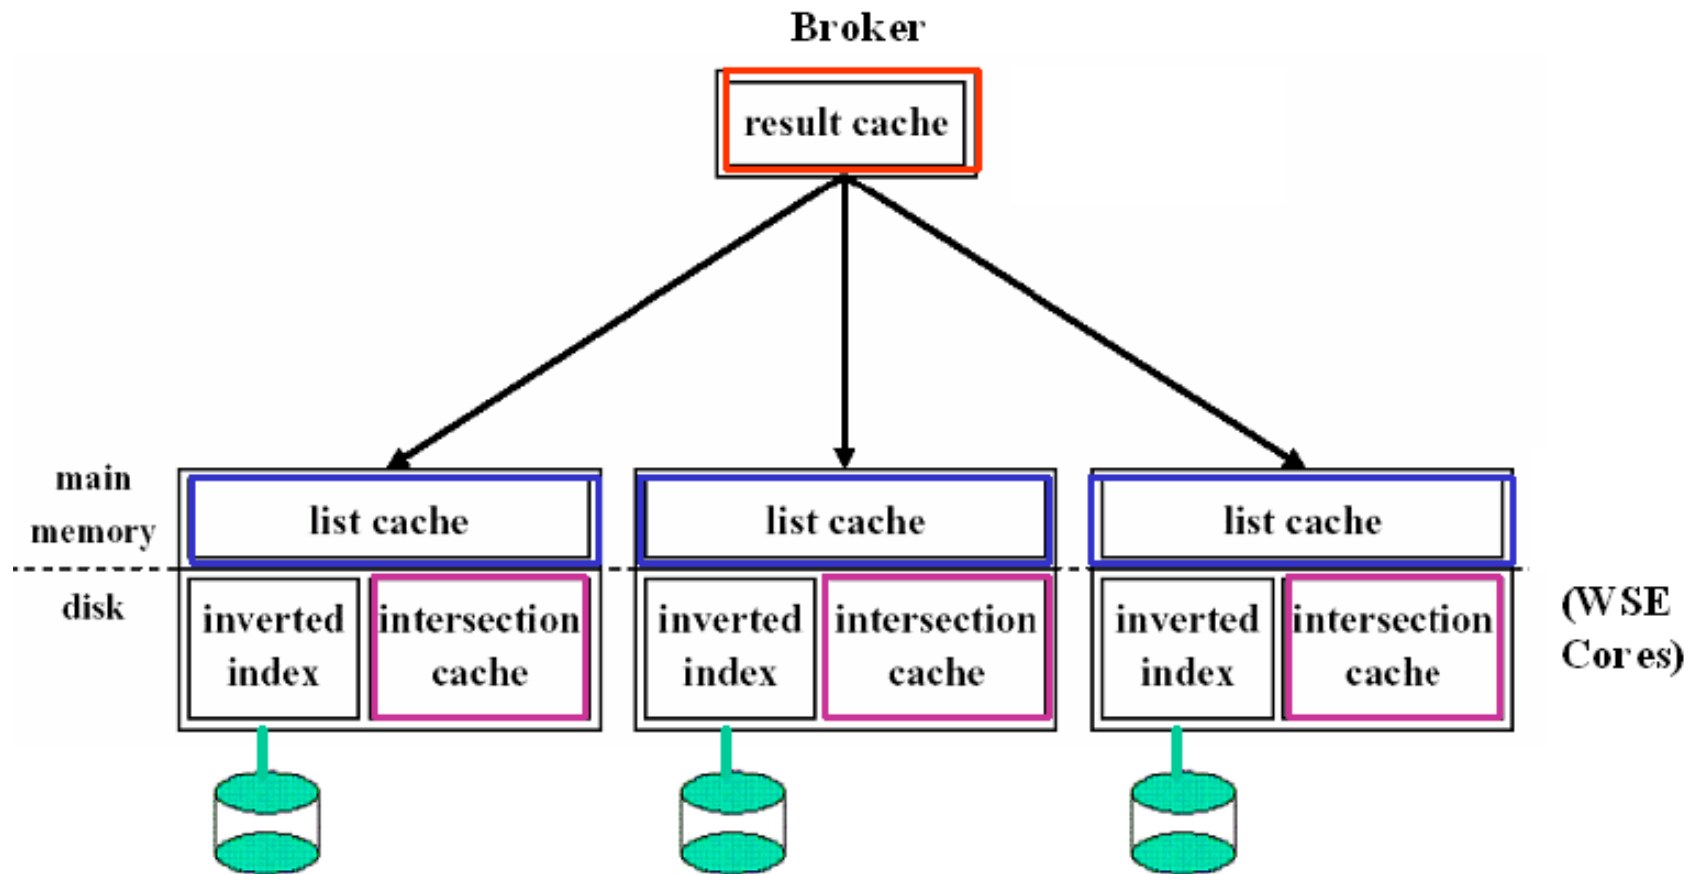 Broker
result cache
main
memory
list cache
list cache
list cache
disk
inverted
index
intersection
cache
inverted
index
intersection
cache
inverted
index
intersection
cache
(WSE
Cores)